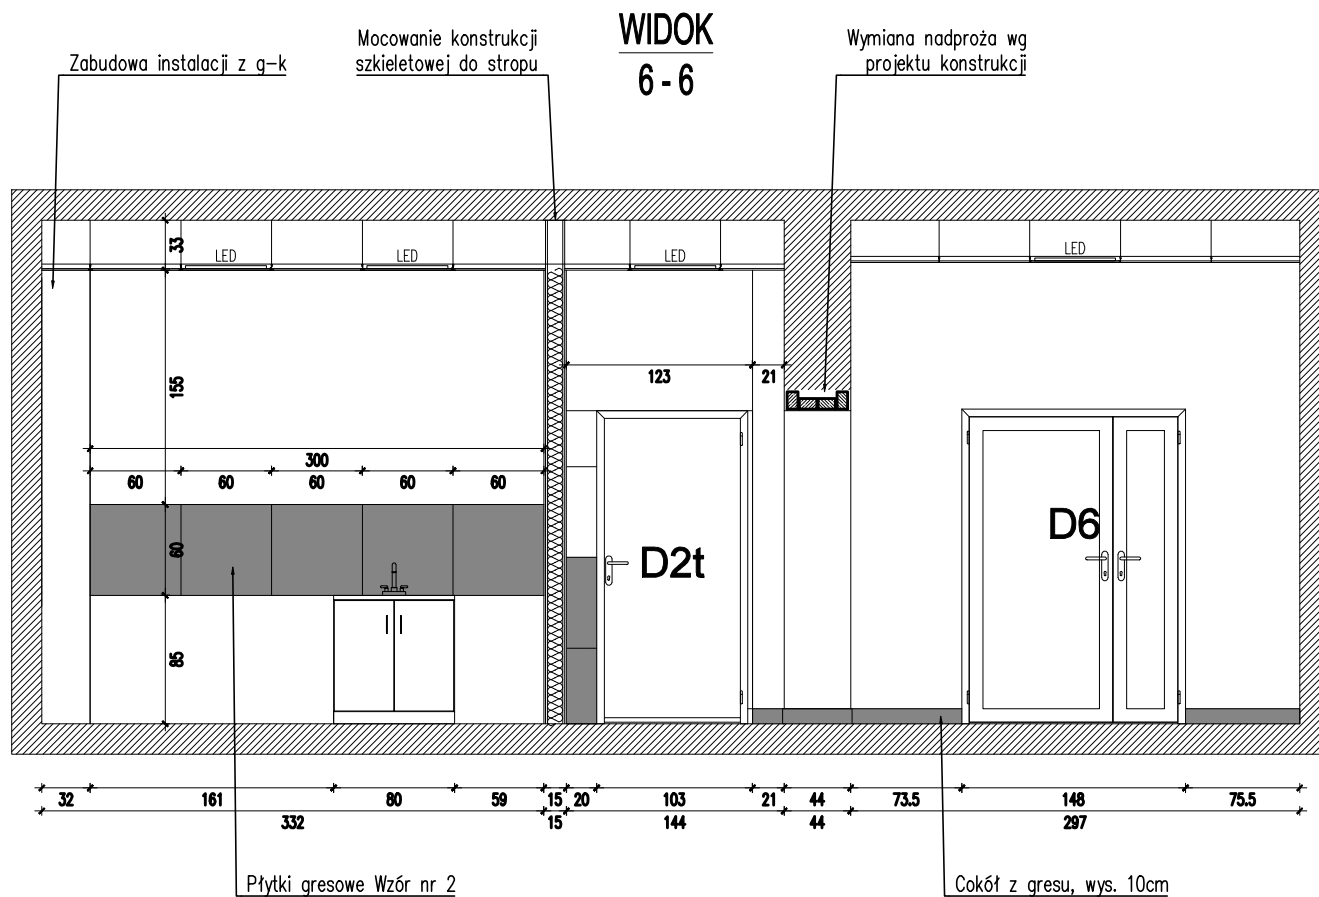 WIDOK
6 - 6
Zabudowa instalacji z g-k
Mocowanie konstrukcji
szkieletowej do stropu
Wymiana nadproża wg
projektu konstrukcji
33
LED
LED
LED
LED
155
123
21
300
60
60
60
60
60
60
D2t
D6
85
32
161
80
59
15
20
103
21
44
73.5
148
75.5
332
15
144
44
297
Płytki gresowe Wzór nr 2
Cokół z gresu, wys. 10cm